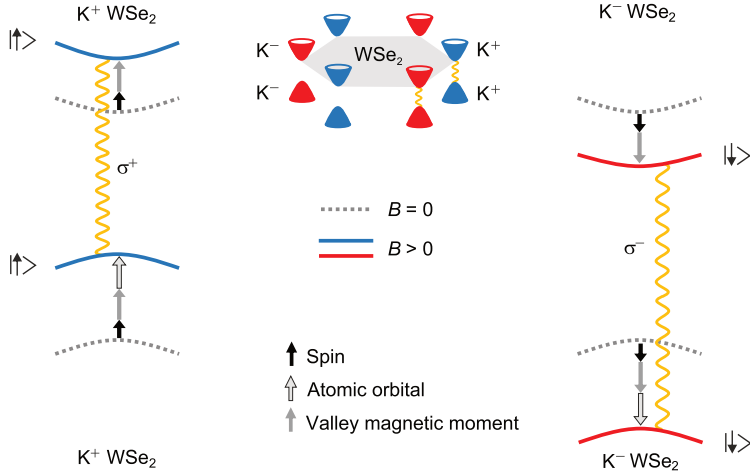 K⁺ WSe₂
K⁻ WSe₂
|↑⟩
K⁻
WSe₂
K⁺
K⁻
K⁺
|↓⟩
σ⁺
B = 0
B > 0
σ⁻
|↑⟩
Spin
Atomic orbital
Valley magnetic moment
|↓⟩
K⁺ WSe₂
K⁻ WSe₂